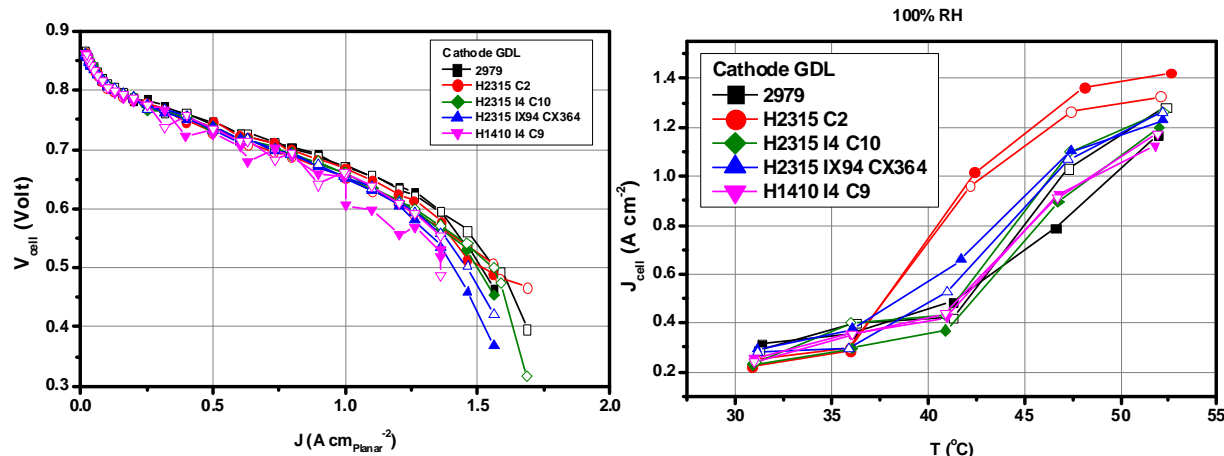 100% RH
0.9
0.8
0.7
0.6
0.5
0.4
0.3
V_cell (Volt)
Cathode GDL
2979
H2315 C2
H2315 I4 C10
H2315 IX94 CX364
H1410 I4 C9
0.0 0.5 1.0 1.5 2.0
J (A cm_Planar^-2)
1.4
1.2
1.0
0.8
0.6
0.4
0.2
J_cell (A cm^-2)
Cathode GDL
2979
H2315 C2
H2315 I4 C10
H2315 IX94 CX364
H1410 I4 C9
30 35 40 45 50 55
T (°C)